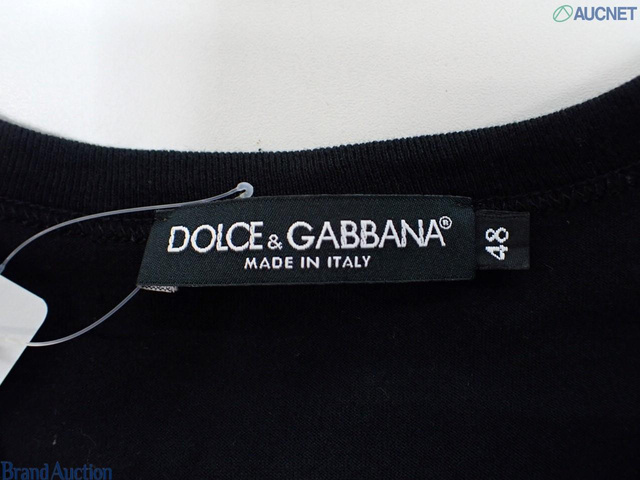 AUCNET
DOLCE & GABBANA®
MADE IN ITALY
48
Brand Auction